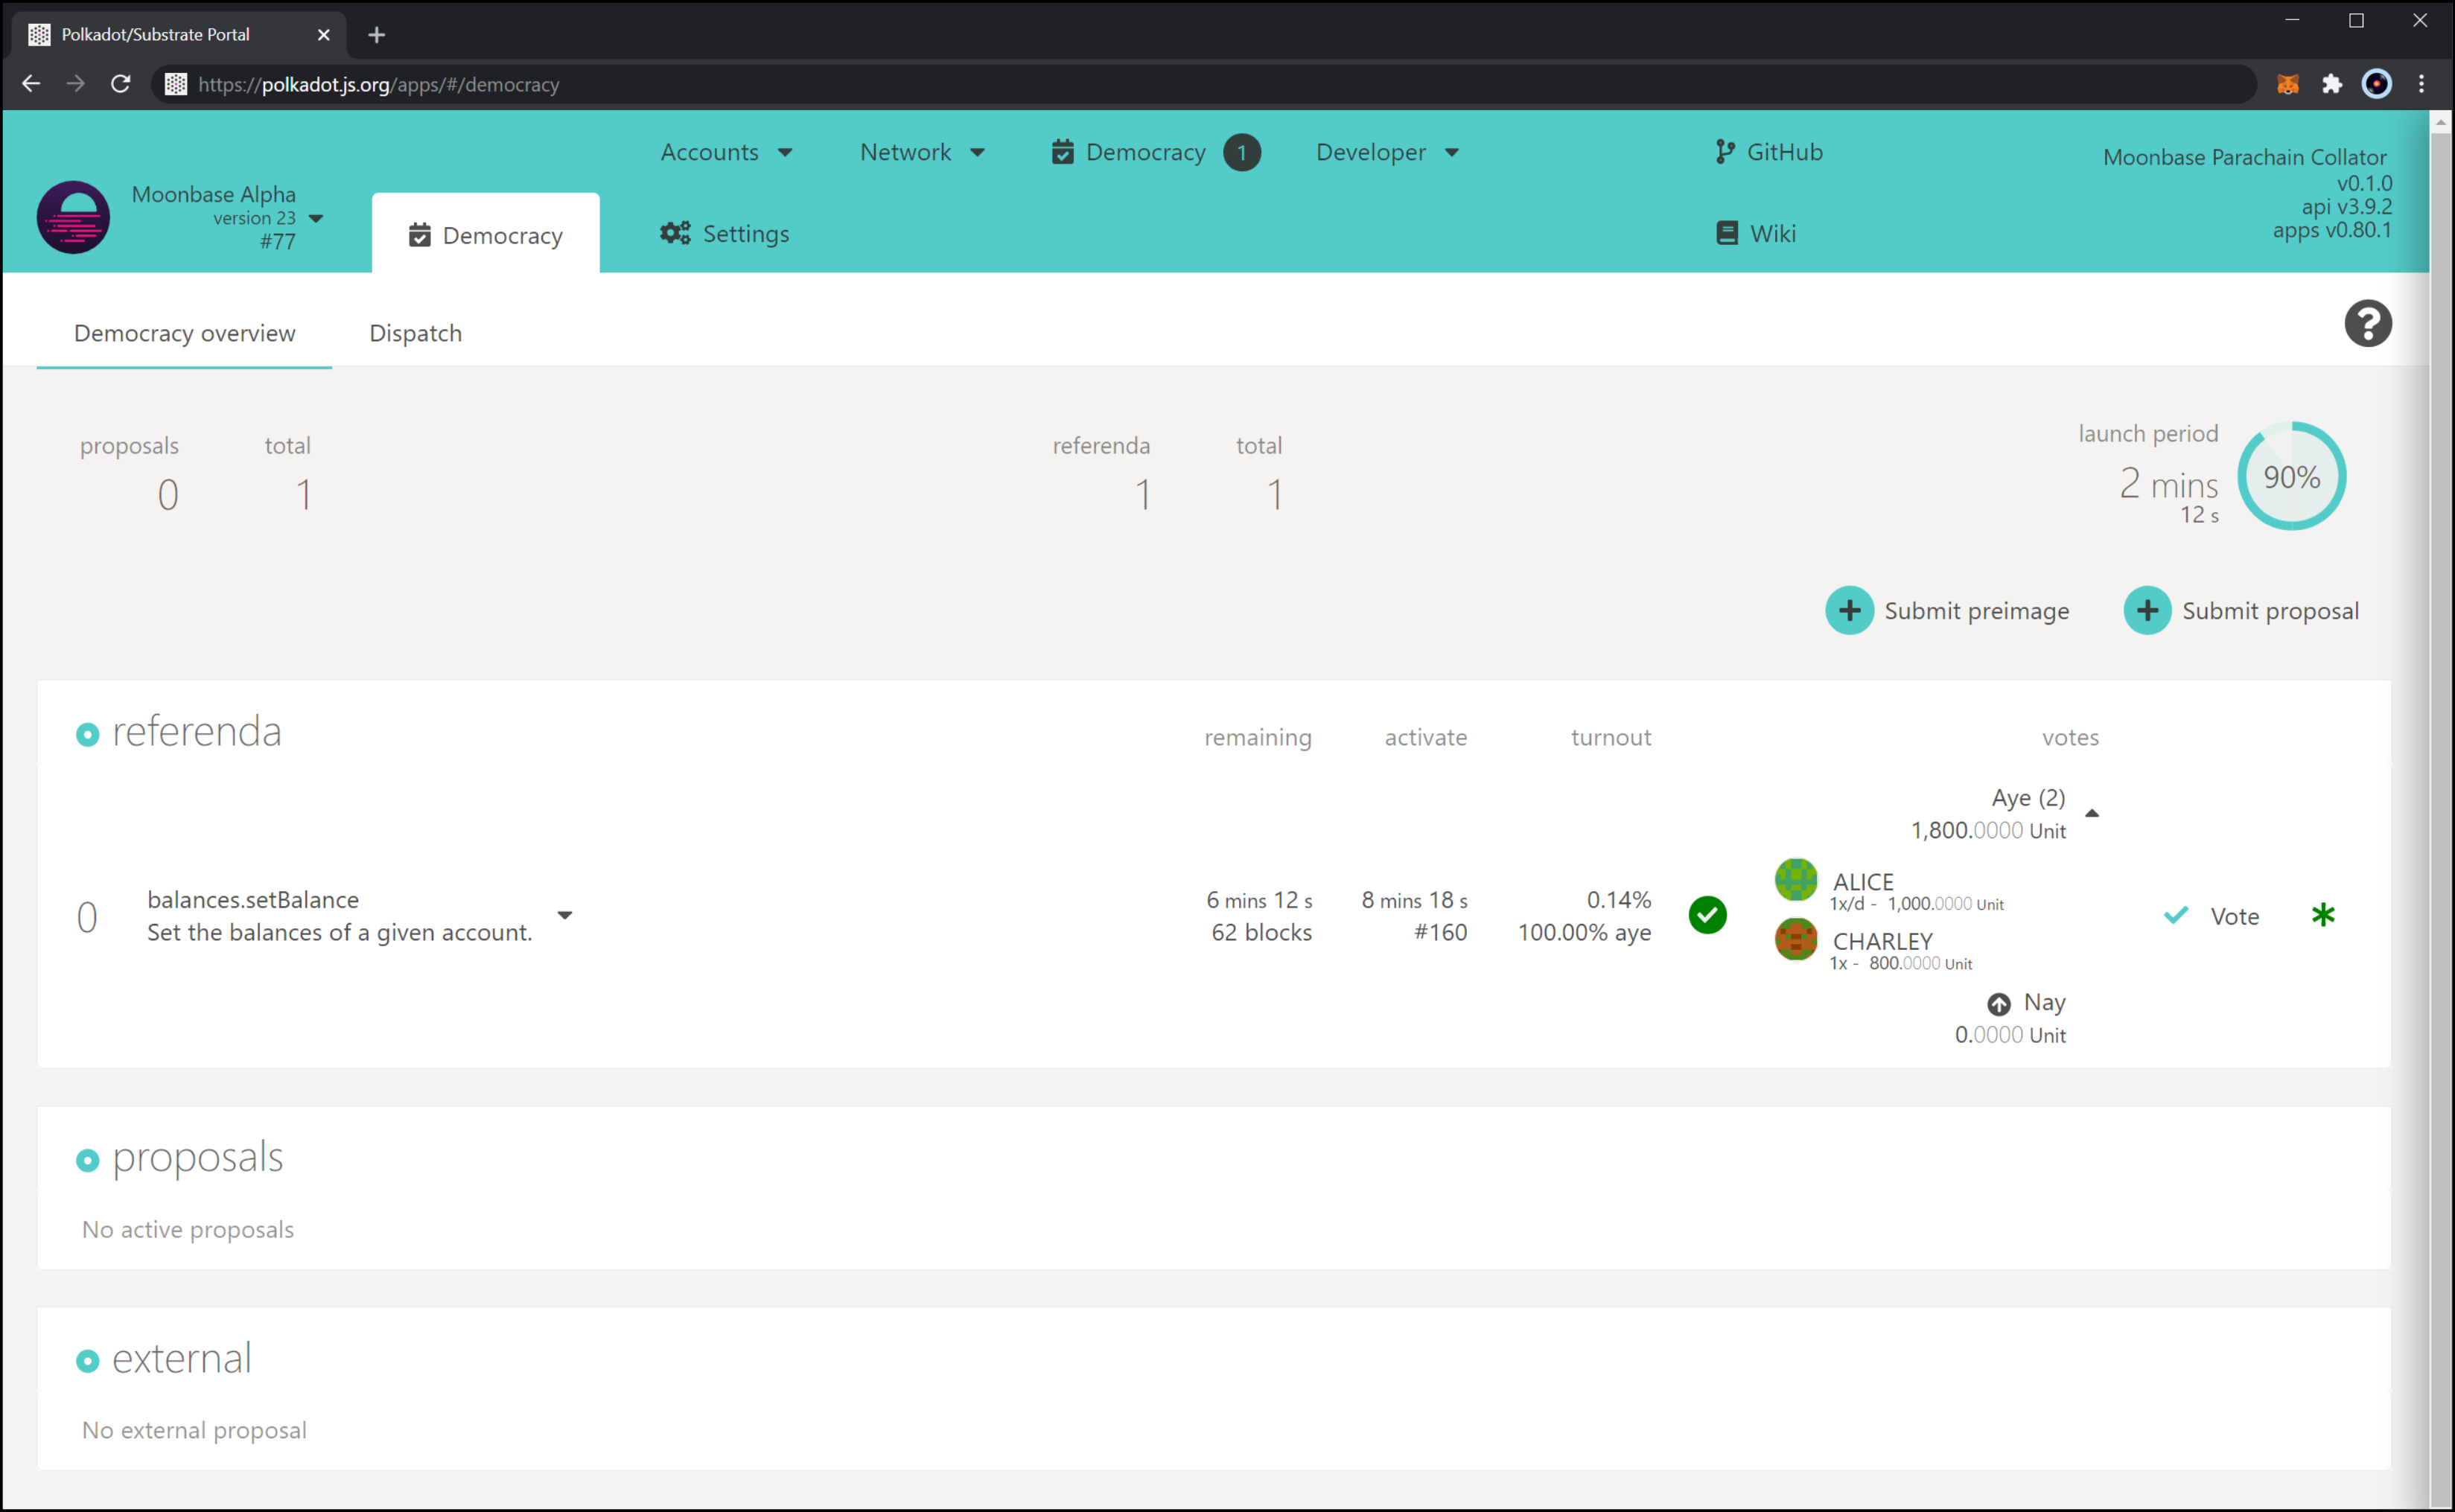 Polkadot/Substrate Portal
https://polkadot.js.org/apps/#/democracy
Accounts
Network
Democracy 1
Developer
GitHub
Moonbase Parachain Collator
v0.1.0
api v3.9.2
apps v0.80.1
Moonbase Alpha
version 23
#77
Democracy
Settings
Wiki
Democracy overview
Dispatch
proposals
0
total
1
referenda
1
total
1
launch period
2 mins
12 s
90%
Submit preimage
Submit proposal
referenda
remaining
activate
turnout
votes
0
balances.setBalance
Set the balances of a given account.
6 mins 12 s
62 blocks
8 mins 18 s
#160
0.14%
100.00% aye
Aye (2)
1,800.0000 Unit
ALICE
1x/d - 1,000.0000 Unit
CHARLEY
1x - 800.0000 Unit
Nay
0.0000 Unit
Vote
proposals
No active proposals
external
No external proposal